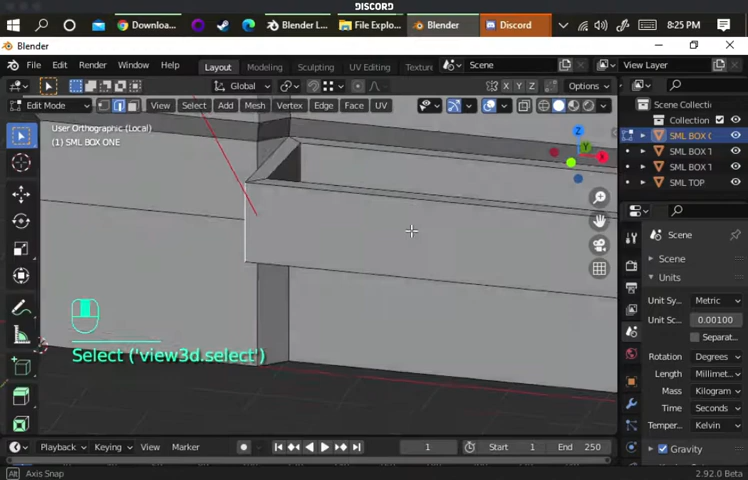 DISCORD
Downloa...
Blender L...
File Explo...
Blender
Discord
8:25 PM
Blender
File Edit Render Window Help Layout Modeling Sculpting UV Editing Texture
Scene
View Layer
Global
X Y Z
Options
Edit Mode
View Select Add Mesh Vertex Edge Face UV
User Orthographic (Local)
(1) SML BOX ONE
Z
Y
X
Select ('view3d.select')
Scene Collection
Collection
SML BOX
SML BOX T
SML BOX T
SML TOP
Scene
Scene
Units
Unit Sy... Metric
Unit Sc... 0.00100
Separat...
Rotation Degrees
Length Millimet...
Mass Kilogram
Time Seconds
Temper... Kelvin
Gravity
Playback Keying View Marker
1
Start 1
End 250
Alt Axis Snap
2.92.0 Beta